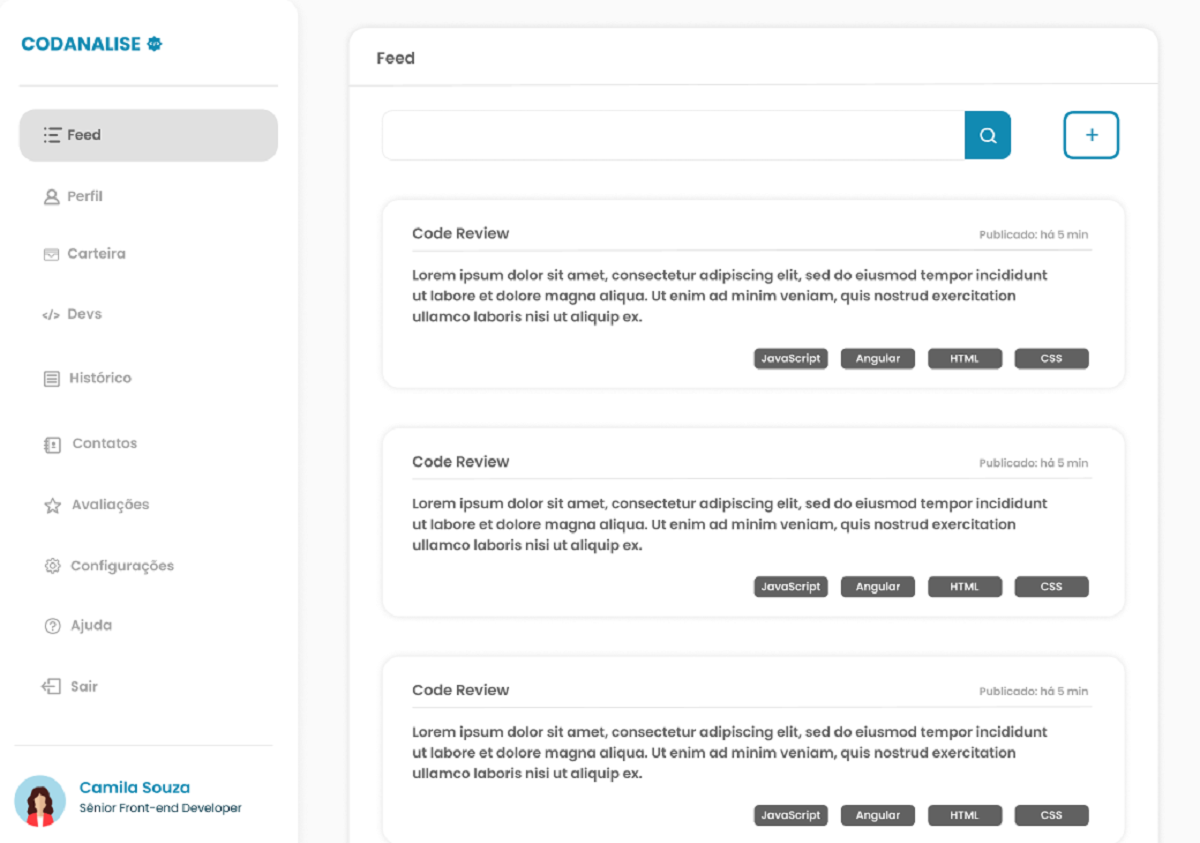 CODANALISE
Feed
Perfil
Carteira
</> Devs
Histórico
Contatos
Avaliações
Configurações
Ajuda
Sair
Camila Souza
Sênior Front-end Developer
Feed
+
Code Review
Publicado: há 5 min
Lorem ipsum dolor sit amet, consectetur adipiscing elit, sed do eiusmod tempor incididunt
ut labore et dolore magna aliqua. Ut enim ad minim veniam, quis nostrud exercitation
ullamco laboris nisi ut aliquip ex.
JavaScript Angular HTML CSS
Code Review
Publicado: há 5 min
Lorem ipsum dolor sit amet, consectetur adipiscing elit, sed do eiusmod tempor incididunt
ut labore et dolore magna aliqua. Ut enim ad minim veniam, quis nostrud exercitation
ullamco laboris nisi ut aliquip ex.
JavaScript Angular HTML CSS
Code Review
Publicado: há 5 min
Lorem ipsum dolor sit amet, consectetur adipiscing elit, sed do eiusmod tempor incididunt
ut labore et dolore magna aliqua. Ut enim ad minim veniam, quis nostrud exercitation
ullamco laboris nisi ut aliquip ex.
JavaScript Angular HTML CSS